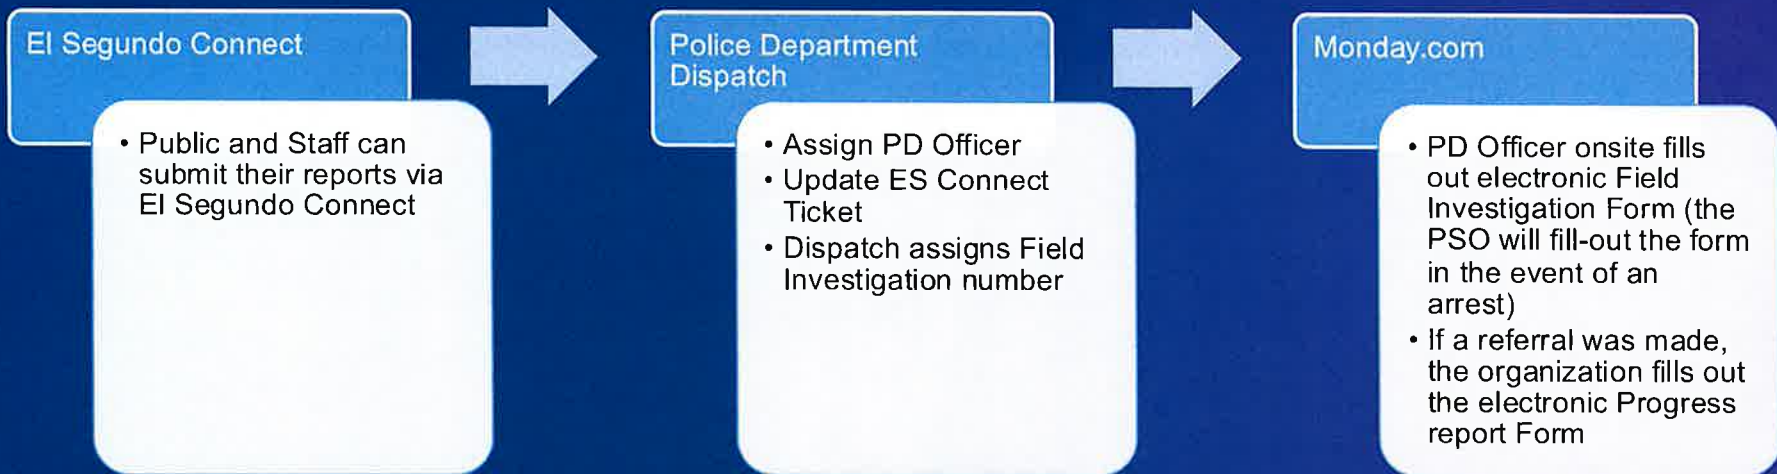 El Segundo Connect
• Public and Staff can
submit their reports via
El Segundo Connect
Police Department
Dispatch
• Assign PD Officer
• Update ES Connect
Ticket
• Dispatch assigns Field
Investigation number
Monday.com
• PD Officer onsite fills
out electronic Field
Investigation Form (the
PSO will fill-out the form
in the event of an
arrest)
• If a referral was made,
the organization fills out
the electronic Progress
report Form